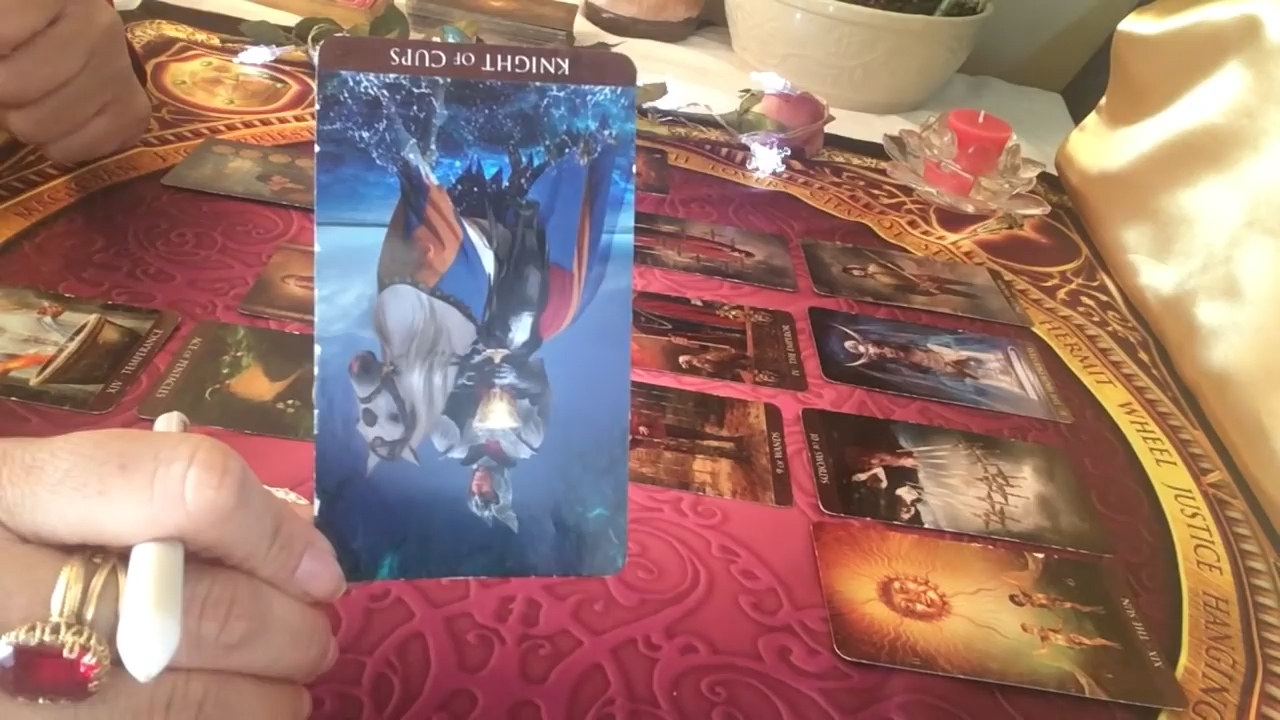 KNIGHT OF CUPS
XIV TEMPERANCE
ACE OF PENTACLES
IV THE EMPEROR
9 OF WANDS
10 OF SWORDS
XIX THE SUN
HERMIT WHEEL JUSTICE HANGING